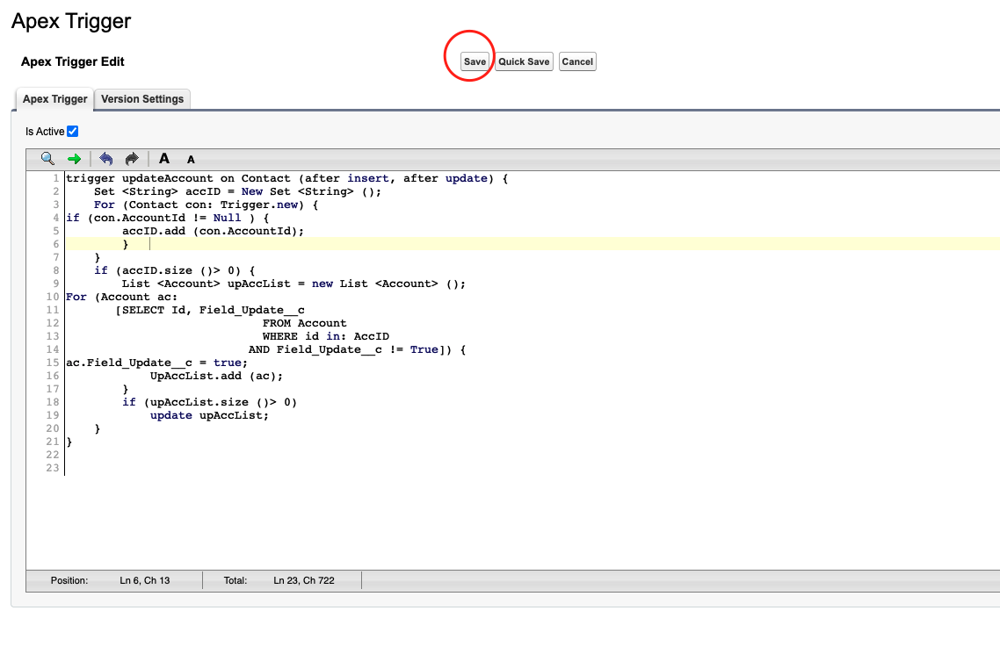 Apex Trigger
Apex Trigger Edit
Save Quick Save Cancel
Apex Trigger Version Settings
Is Active
A A
1 trigger updateAccount on Contact (after insert, after update) {
2 Set <String> accID = New Set <String> ();
3 For (Contact con: Trigger.new) {
4 if (con.AccountId != Null ) {
5 accID.add (con.AccountId);
6 }
7 }
8 if (accID.size ()> 0) {
9 List <Account> upAccList = new List <Account> ();
10 For (Account ac:
11 [SELECT Id, Field_Update__c
12 FROM Account
13 WHERE id in: AccID
14 AND Field_Update__c != True]) {
15 ac.Field_Update__c = true;
16 UpAccList.add (ac);
17 }
18 if (upAccList.size ()> 0)
19 update upAccList;
20 }
21 }
22
23
Position: Ln 6, Ch 13 Total: Ln 23, Ch 722